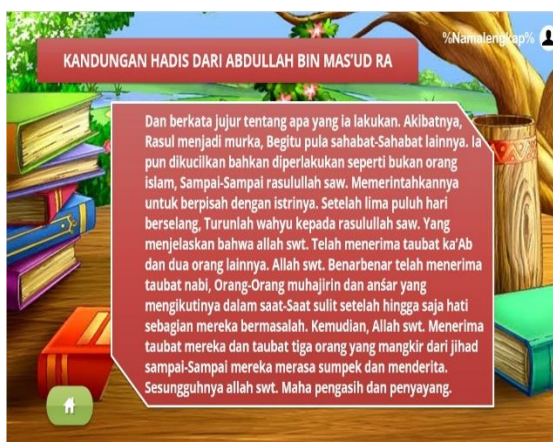 %Namalengkap%
KANDUNGAN HADIS DARI ABDULLAH BIN MAS'UD RA
Dan berkata jujur tentang apa yang ia lakukan. Akibatnya,
Rasul menjadi murka, Begitu pula sahabat-Sahabat lainnya. Ia
pun dikucilkan bahkan diperlakukan seperti bukan orang
islam, Sampai-Sampai rasulullah saw. Memerintahkannya
untuk berpisah dengan istrinya. Setelah lima puluh hari
berselang, Turunlah wahyu kepada rasulullah saw. Yang
menjelaskan bahwa allah swt. Telah menerima taubat ka'Ab
dan dua orang lainnya. Allah swt. Benarbenar telah menerima
taubat nabi, Orang-Orang muhajirin dan anśar yang
mengikutinya dalam saat-Saat sulit setelah hingga saja hati
sebagian mereka bermasalah. Kemudian, Allah swt. Menerima
taubat mereka dan taubat tiga orang yang mangkir dari jihad
sampai-Sampai mereka merasa sumpek dan menderita.
Sesungguhnya allah swt. Maha pengasih dan penyayang.